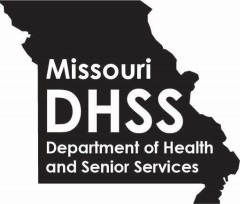 Missouri
DHSS
Department of Health
and Senior Services